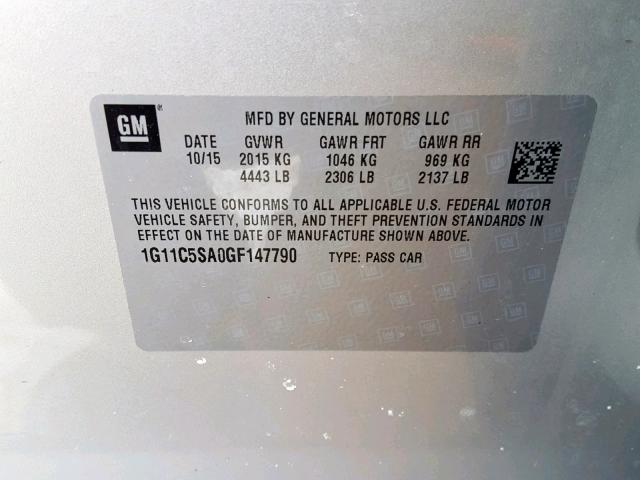 GM
MFD BY GENERAL MOTORS LLC
DATE GVWR GAWR FRT GAWR RR
10/15 2015 KG 1046 KG 969 KG
4443 LB 2306 LB 2137 LB
THIS VEHICLE CONFORMS TO ALL APPLICABLE U.S. FEDERAL MOTOR
VEHICLE SAFETY, BUMPER, AND THEFT PREVENTION STANDARDS IN
EFFECT ON THE DATE OF MANUFACTURE SHOWN ABOVE.
1G11C5SA0GF147790 TYPE: PASS CAR